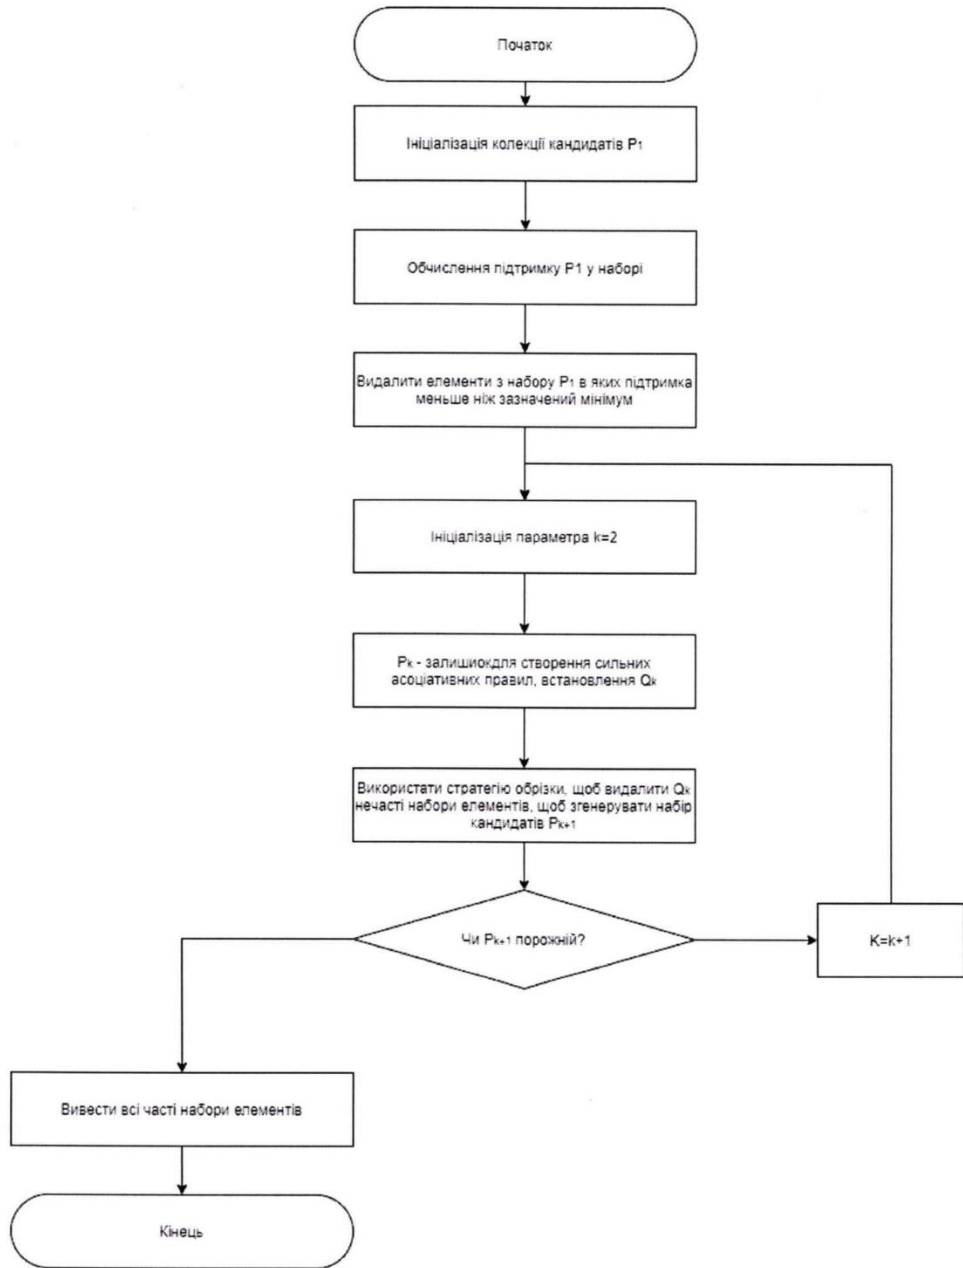 Початок
Ініціалізація колекції кандидатів P1
Обчислення підтримку P1 у наборі
Видалити елементи з набору P1 в яких підтримка
меньше ніж зазначений мінімум
Ініціалізація параметра k=2
Pk - залишиокдля створення сильних
асоціативних правил, встановлення Qk
Використати стратегію обрізки, щоб видалити Qk
нечасті набори елементів, щоб згенерувати набір
кандидатів Pk+1
Чи Pk+1 порожній?
K=k+1
Вивести всі часті набори елементів
Кінець